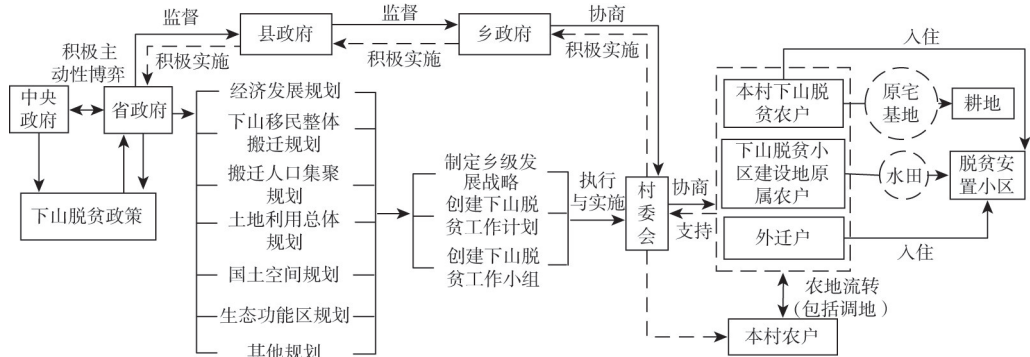 监督
监督
协商
县政府
乡政府
积极实施
积极实施
积极实施
入住
积极主
动性博弈
中央
政府
省政府
下山脱贫政策
经济发展规划
下山移民整体
搬迁规划
搬迁人口集聚
规划
土地利用总体
规划
国土空间规划
生态功能区规划
其他规划
制定乡级发
展战略
创建下山脱
贫工作计划
创建下山脱
贫工作小组
执行
与实施
村
委
会
协商
支持
本村下山脱
贫农户
下山脱贫小
区建设地原
属农户
外迁户
原宅
基地
耕地
水田
脱贫安
置小区
入住
农地流转
(包括调地)
本村农户